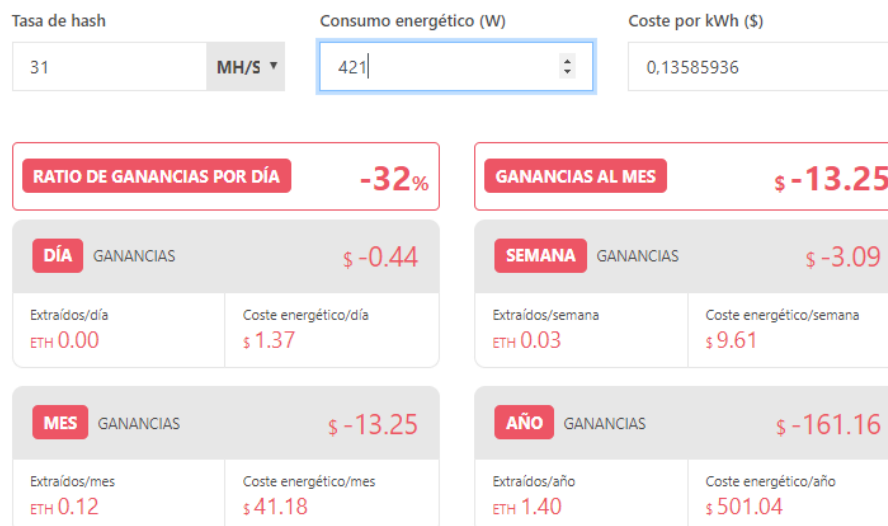 Tasa de hash Consumo energético (W) Coste por kWh ($)
31 MH/S 421 0,13585936
RATIO DE GANANCIAS POR DÍA -32% GANANCIAS AL MES $ -13.25
DÍA GANANCIAS $ -0.44 SEMANA GANANCIAS $ -3.09
Extraídos/día Coste energético/día Extraídos/semana Coste energético/semana
ETH 0.00 $ 1.37 ETH 0.03 $ 9.61
MES GANANCIAS $ -13.25 AÑO GANANCIAS $ -161.16
Extraídos/mes Coste energético/mes Extraídos/año Coste energético/año
ETH 0.12 $ 41.18 ETH 1.40 $ 501.04